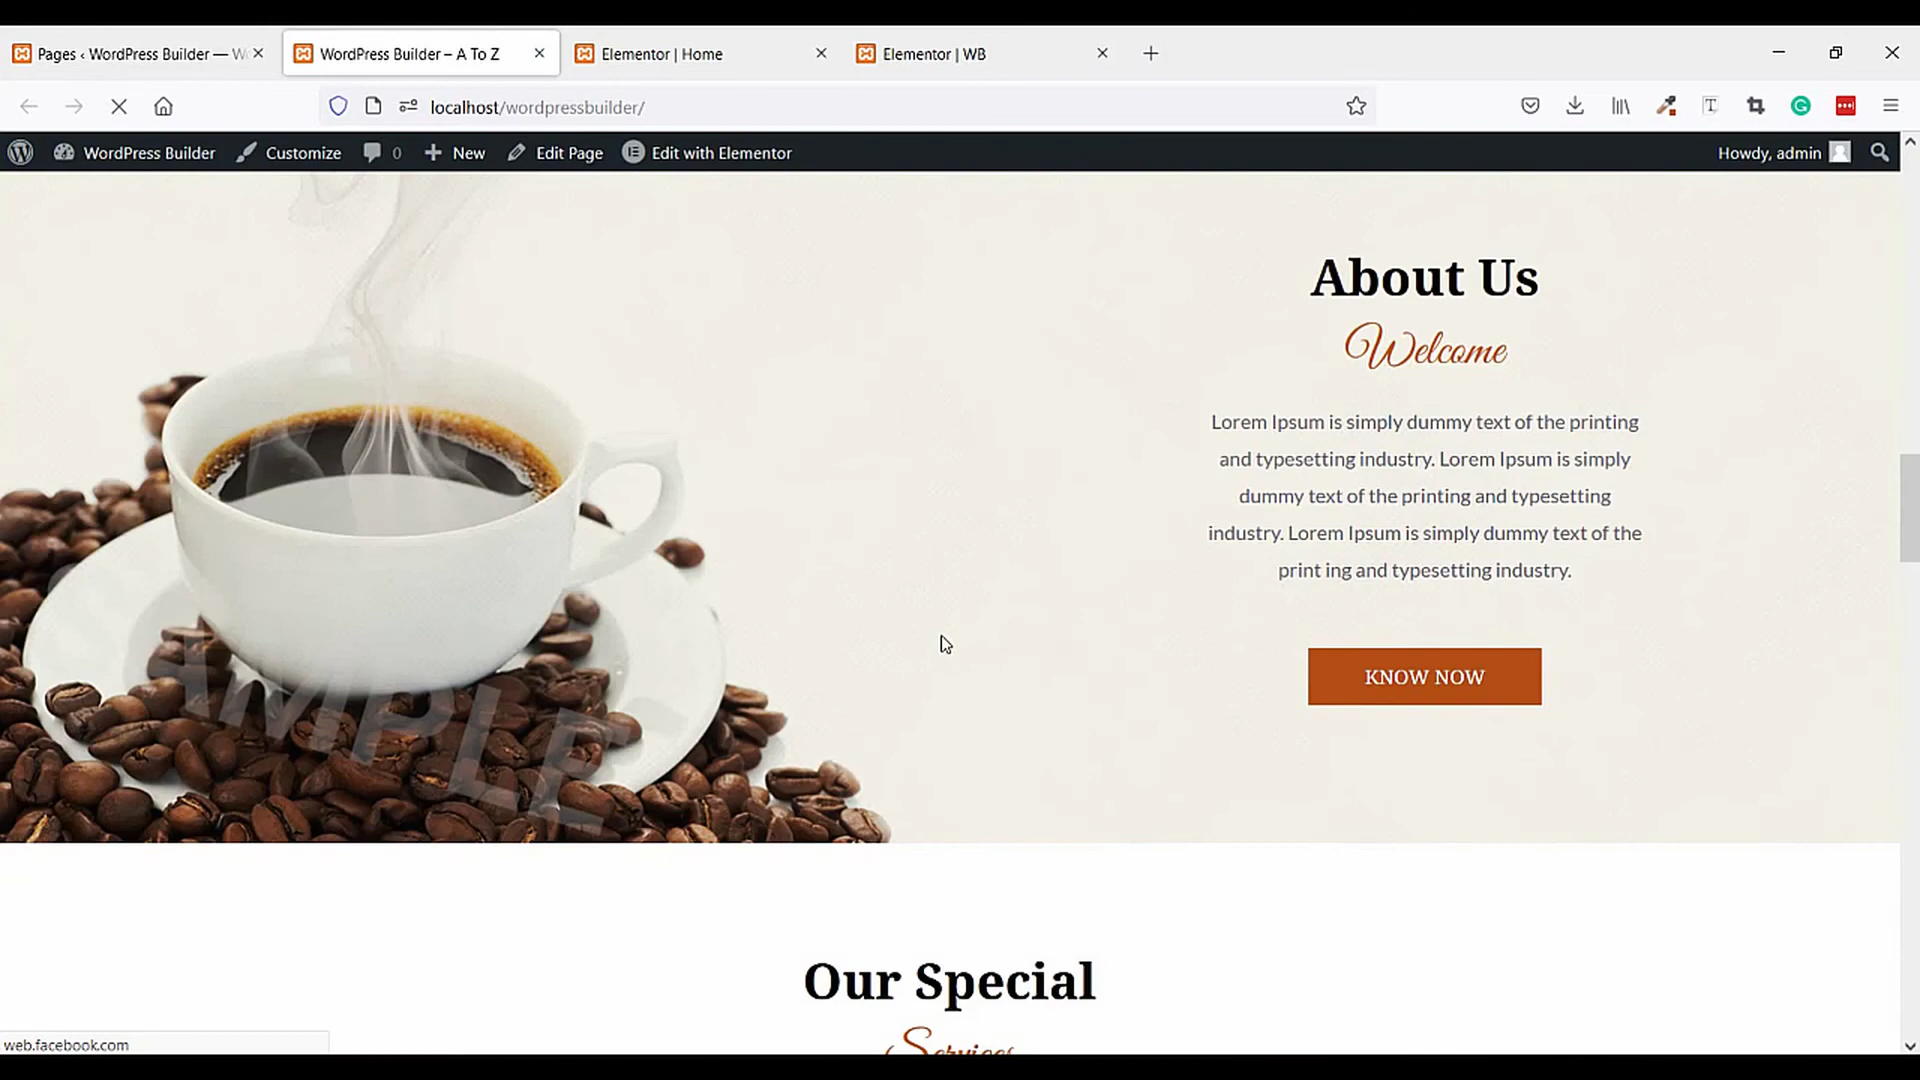 Pages ‹ WordPress Builder — W
WordPress Builder – A To Z
Elementor | Home
Elementor | WB
localhost/wordpressbuilder/
WordPress Builder
Customize
0
New
Edit Page
Edit with Elementor
Howdy, admin
About Us
Welcome
Lorem Ipsum is simply dummy text of the printing
and typesetting industry. Lorem Ipsum is simply
dummy text of the printing and typesetting
industry. Lorem Ipsum is simply dummy text of the
print ing and typesetting industry.
KNOW NOW
AMPLE
Our Special
Services
web.facebook.com